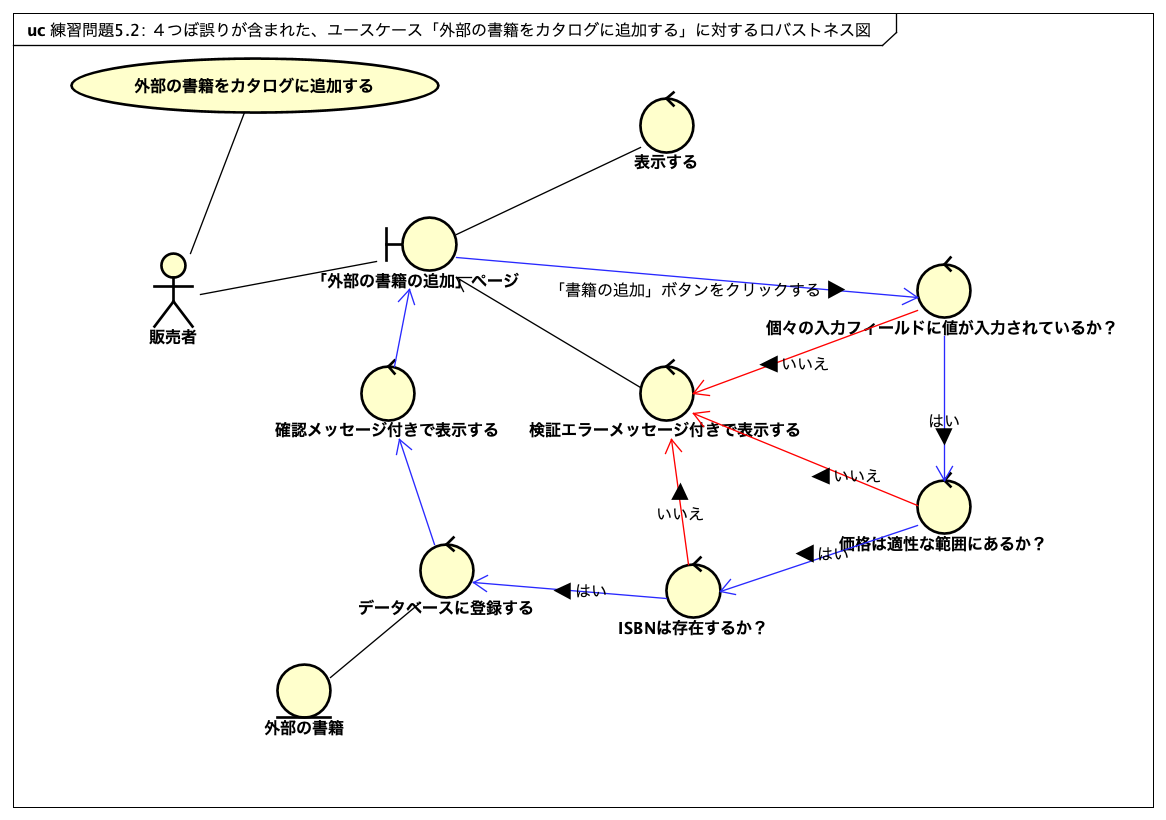 uc 練習問題5.2: 4つぼ誤りが含まれた、ユースケース「外部の書籍をカタログに追加する」に対するロバストネス図
外部の書籍をカタログに追加する
表示する
「外部の書籍の追加」ページ
「書籍の追加」ボタンをクリックする
販売者
個々の入力フィールドに値が入力されているか？
いいえ
はい
確認メッセージ付きで表示する
検証エラーメッセージ付きで表示する
いいえ
いいえ
価格は適性な範囲にあるか？
はい
はい
データベースに登録する
ISBNは存在するか？
外部の書籍